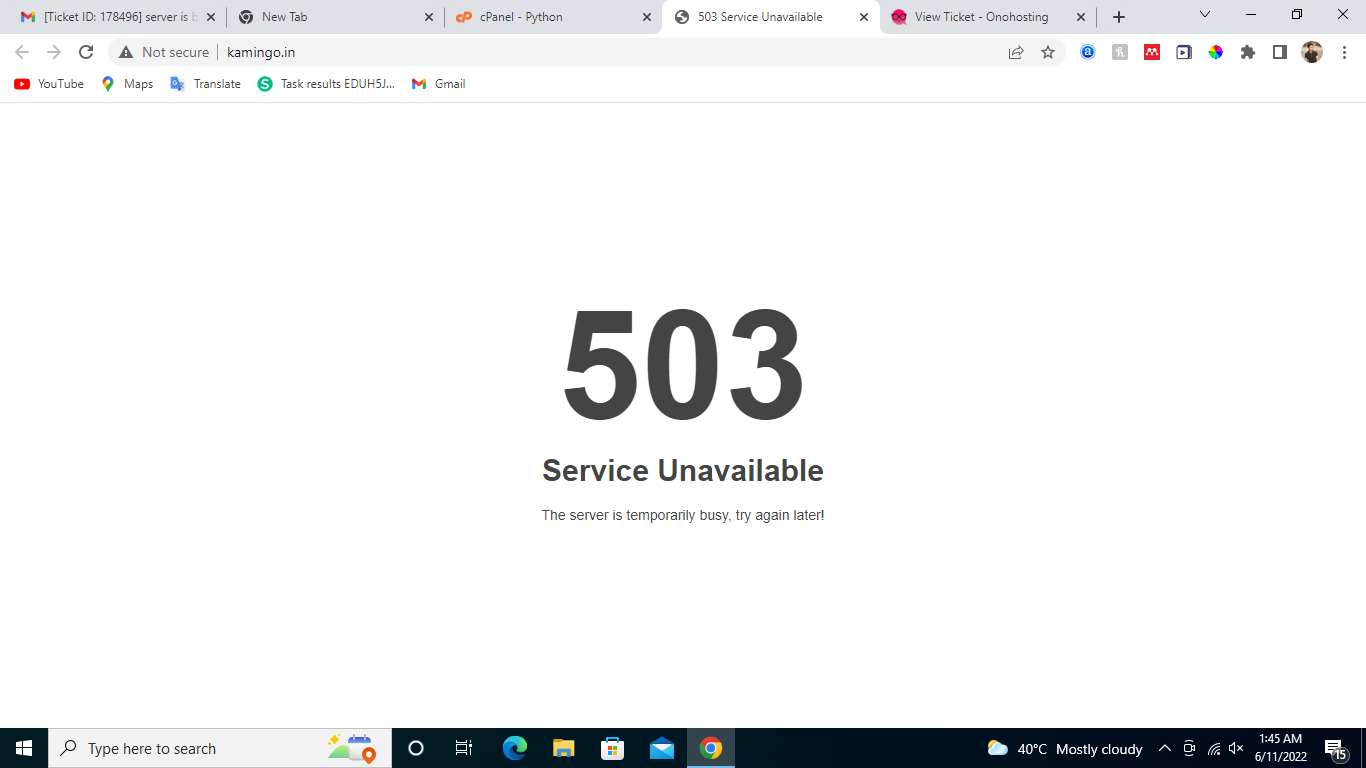 [Ticket ID: 178496] server is b
New Tab
cPanel - Python
503 Service Unavailable
View Ticket - Onohosting
Not secure
kamingo.in
YouTube
Maps
Translate
Task results EDUH5J...
Gmail
503
Service Unavailable
The server is temporarily busy, try again later!
Type here to search
40°C Mostly cloudy
1:45 AM
6/11/2022
15